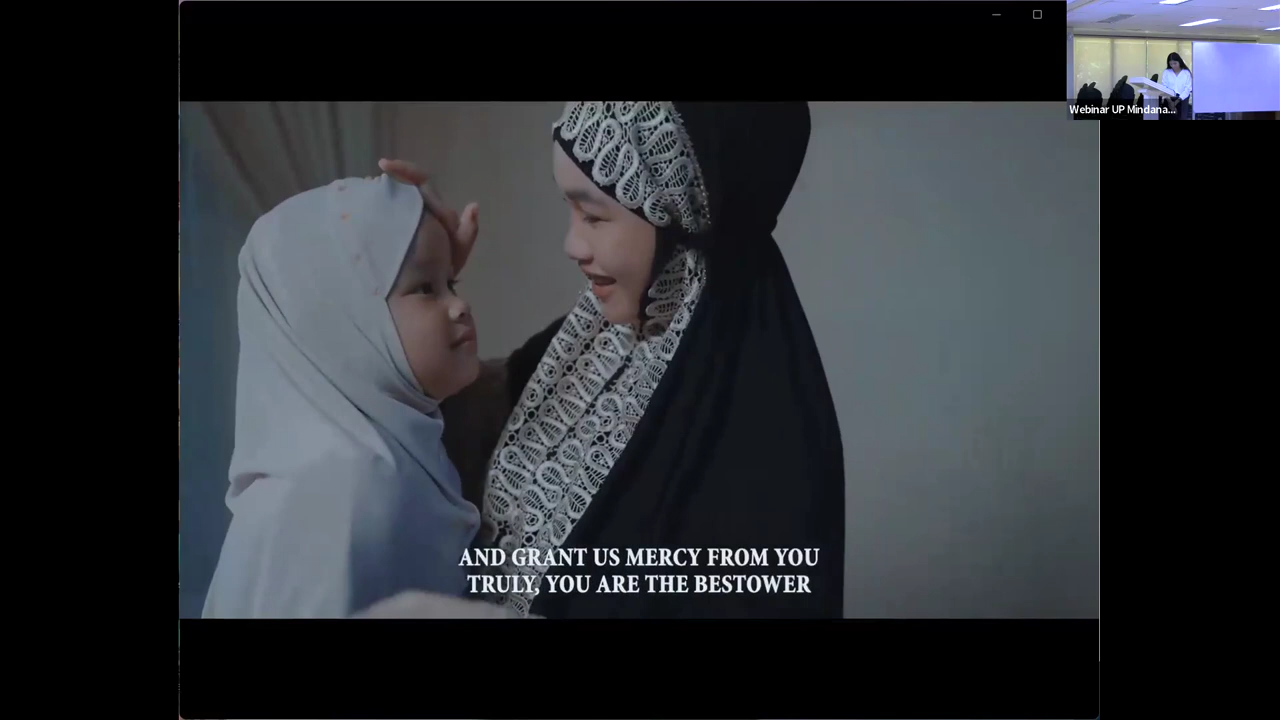 Webinar UP Mindana...
AND GRANT US MERCY FROM YOU
TRULY, YOU ARE THE BESTOWER